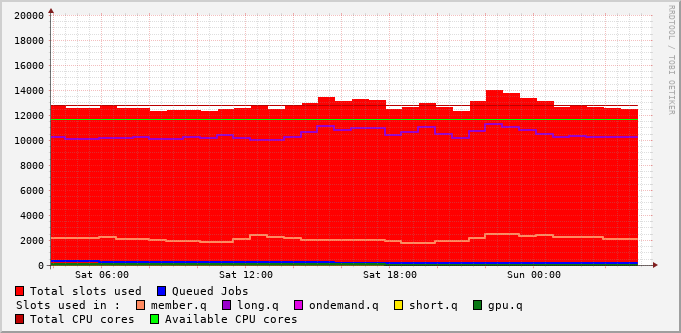 20000
18000
16000
14000
12000
10000
8000
6000
4000
2000
0
Sat 06:00 Sat 12:00 Sat 18:00 Sun 00:00
RRDTOOL / TOBI OETIKER
Total slots used Queued Jobs
Slots used in : member.q long.q ondemand.q short.q gpu.q
Total CPU cores Available CPU cores